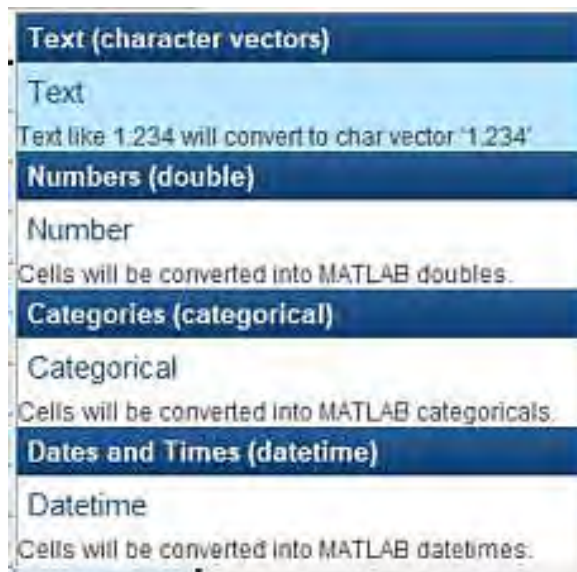 Text (character vectors)
Text
Text like 1.234 will convert to char vector '1.234'
Numbers (double)
Number
Cells will be converted into MATLAB doubles.
Categories (categorical)
Categorical
Cells will be converted into MATLAB categoricals.
Dates and Times (datetime)
Datetime
Cells will be converted into MATLAB datetimes.